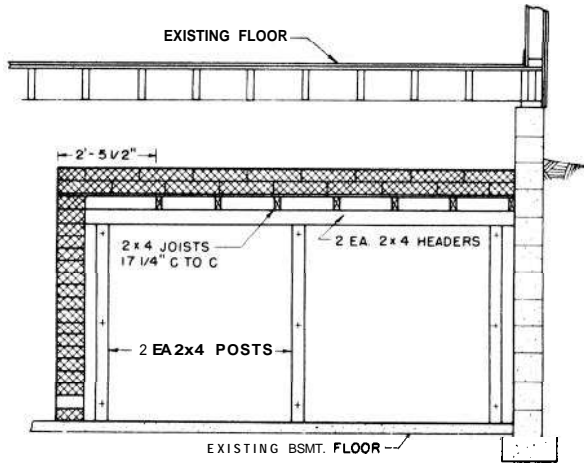 EXISTING FLOOR
2'-5 1/2"
2 x 4 JOISTS
17 1/4" C TO C
2 EA. 2 x 4 HEADERS
2 EA 2x4 POSTS
EXISTING BSMT. FLOOR